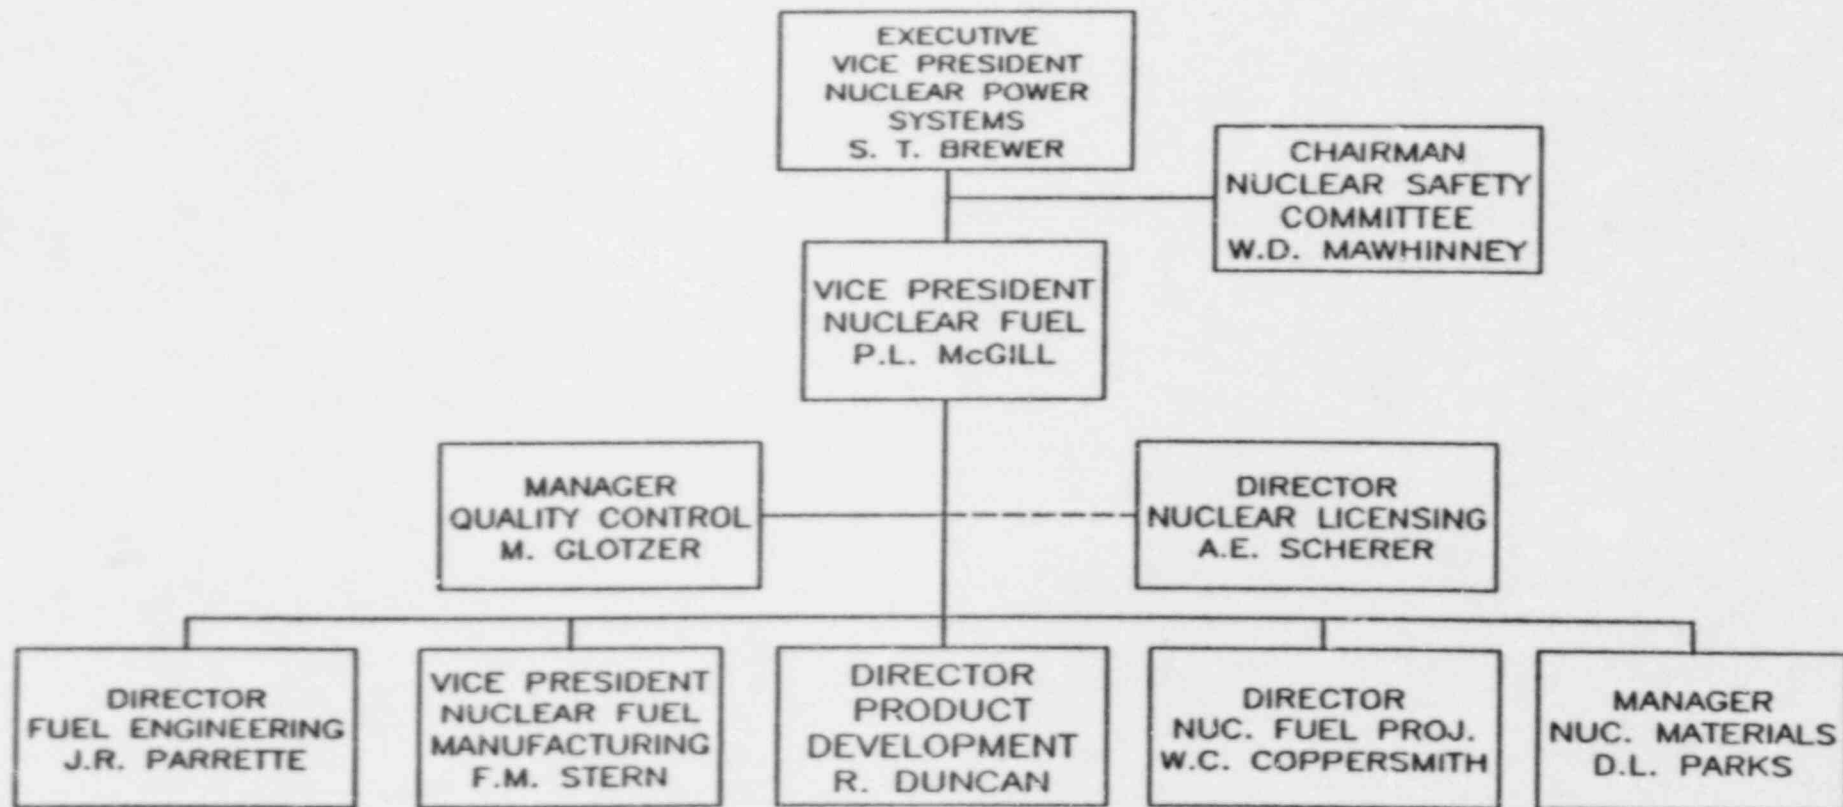 EXECUTIVE
VICE PRESIDENT
NUCLEAR POWER
SYSTEMS
S. T. BREWER
CHAIRMAN
NUCLEAR SAFETY
COMMITTEE
W.D. MAWHINNEY
VICE PRESIDENT
NUCLEAR FUEL
P.L. McGILL
MANAGER
QUALITY CONTROL
M. GLOTZER
DIRECTOR
NUCLEAR LICENSING
A.E. SCHERER
DIRECTOR
FUEL ENGINEERING
J.R. PARRETTE
VICE PRESIDENT
NUCLEAR FUEL
MANUFACTURING
F.M. STERN
DIRECTOR
PRODUCT
DEVELOPMENT
R. DUNCAN
DIRECTOR
NUC. FUEL PROJ.
W.C. COPPERSMITH
MANAGER
NUC. MATERIALS
D.L. PARKS